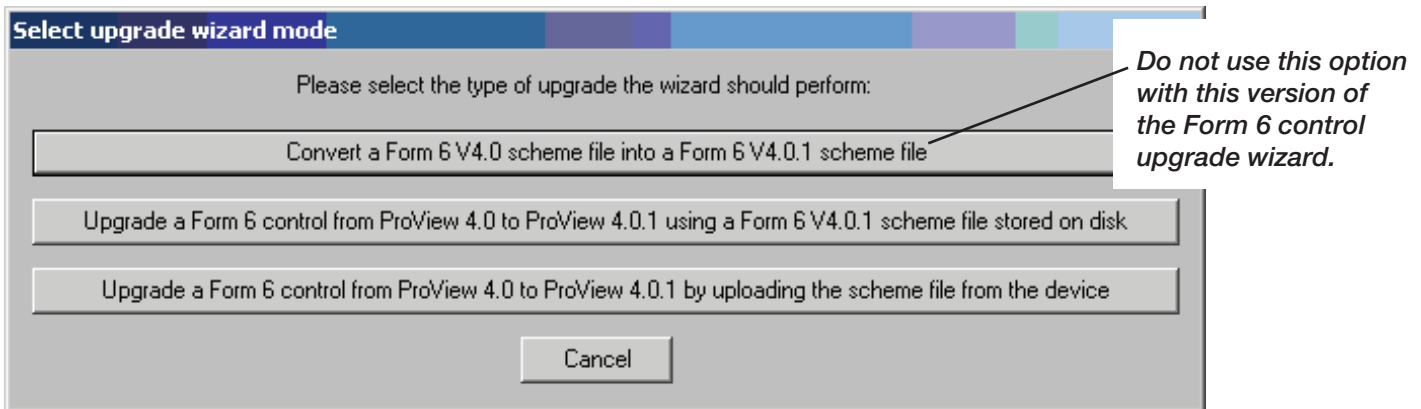 Select upgrade wizard mode
Please select the type of upgrade the wizard should perform:
Convert a Form 6 V4.0 scheme file into a Form 6 V4.0.1 scheme file
Upgrade a Form 6 control from ProView 4.0 to ProView 4.0.1 using a Form 6 V4.0.1 scheme file stored on disk
Upgrade a Form 6 control from ProView 4.0 to ProView 4.0.1 by uploading the scheme file from the device
Cancel
Do not use this option
with this version of
the Form 6 control
upgrade wizard.